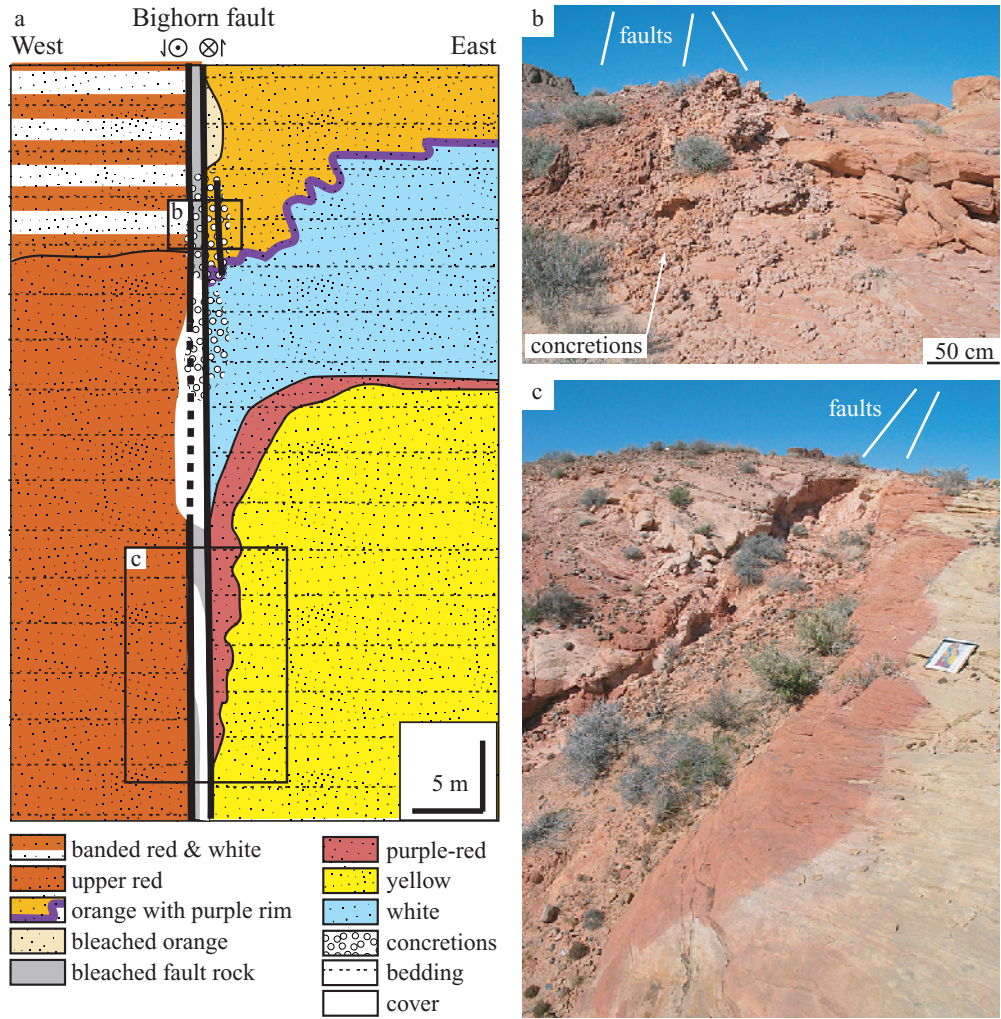 a
Bighorn fault
West
East
b
c
5 m
banded red & white
upper red
orange with purple rim
bleached orange
bleached fault rock
purple-red
yellow
white
concretions
bedding
cover
b
faults
concretions
50 cm
c
faults